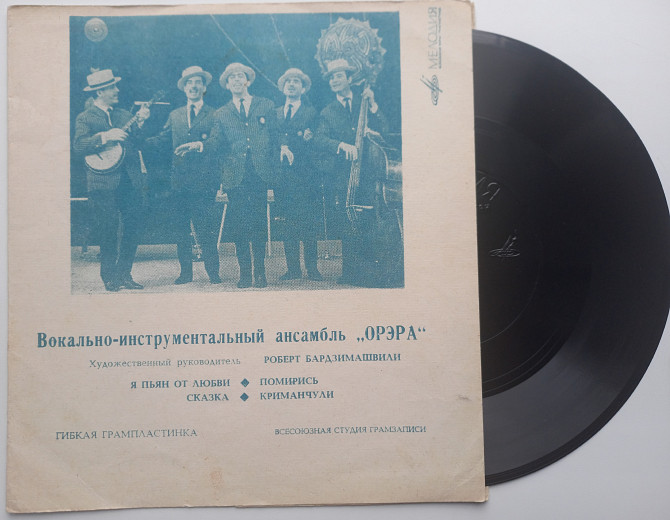 МЕЛОДИЯ
Вокально-инструментальный ансамбль „ОРЭРА“
Художественный руководитель РОБЕРТ БАРДЗИМАШВИЛИ
Я ПЬЯН ОТ ЛЮБВИ ◆ ПОМИРИСЬ
СКАЗКА ◆ КРИМАНЧУЛИ
ГИБКАЯ ГРАМПЛАСТИНКА ВСЕСОЮЗНАЯ СТУДИЯ ГРАМЗАПИСИ